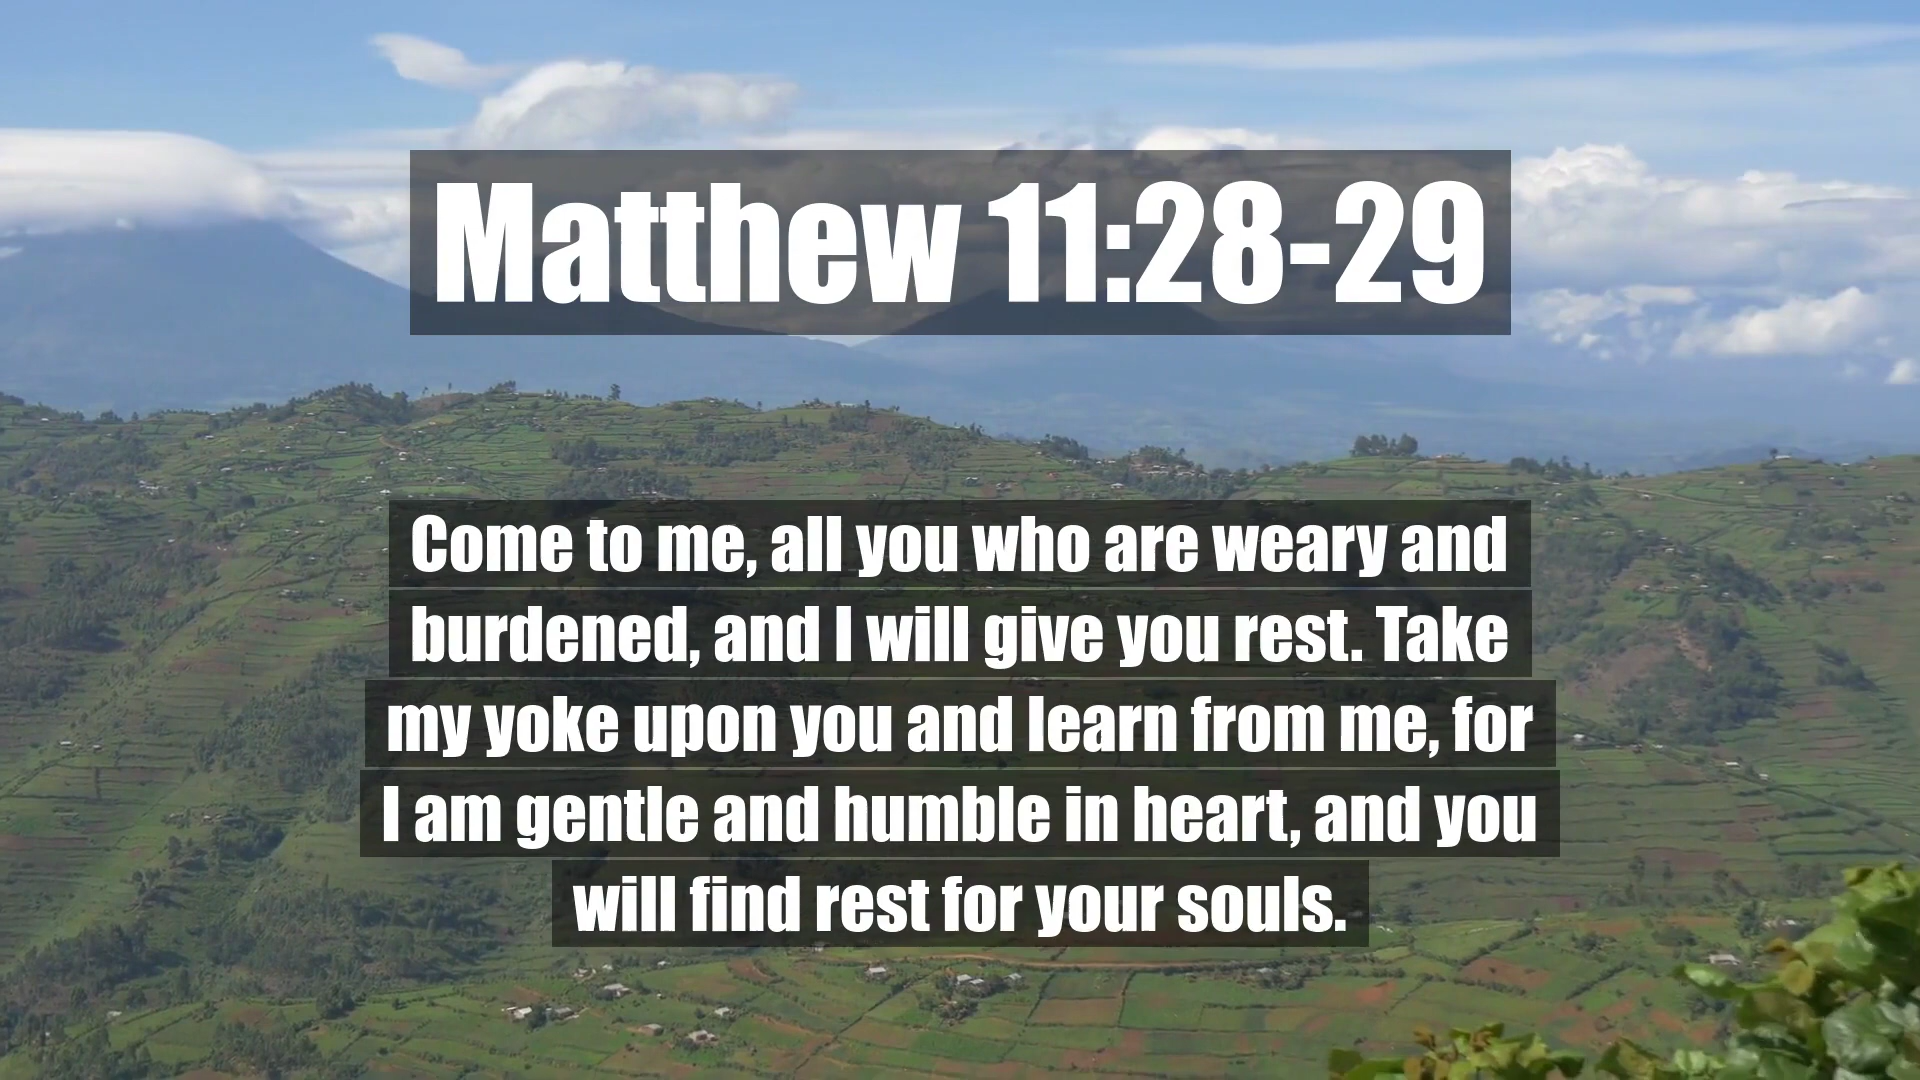 Matthew 11:28-29
Come to me, all you who are weary and
burdened, and I will give you rest. Take
my yoke upon you and learn from me, for
I am gentle and humble in heart, and you
will find rest for your souls.